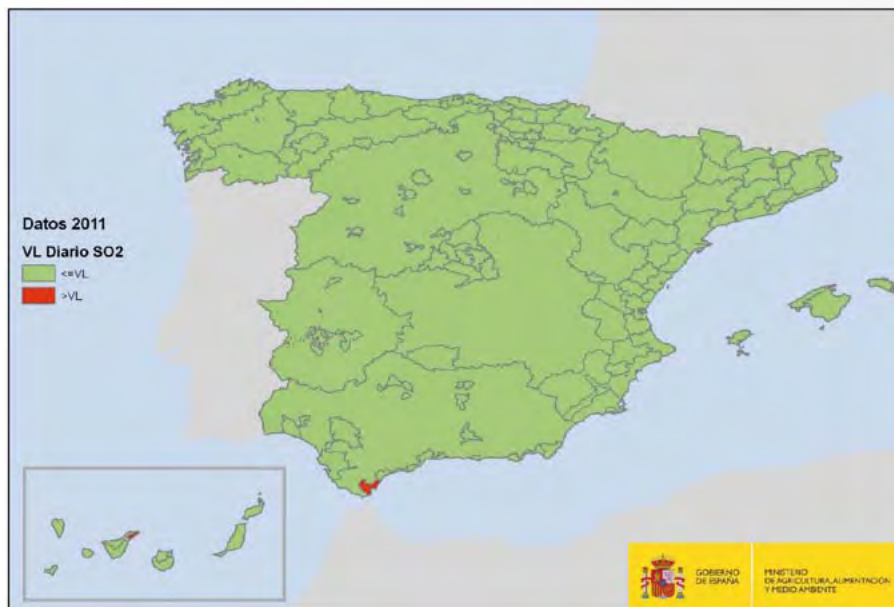 Datos 2011
VL Diario SO2
<=VL
>VL
GOBIERNO
DE ESPAÑA
MINISTERIO
DE AGRICULTURA, ALIMENTACIÓN
Y MEDIO AMBIENTE